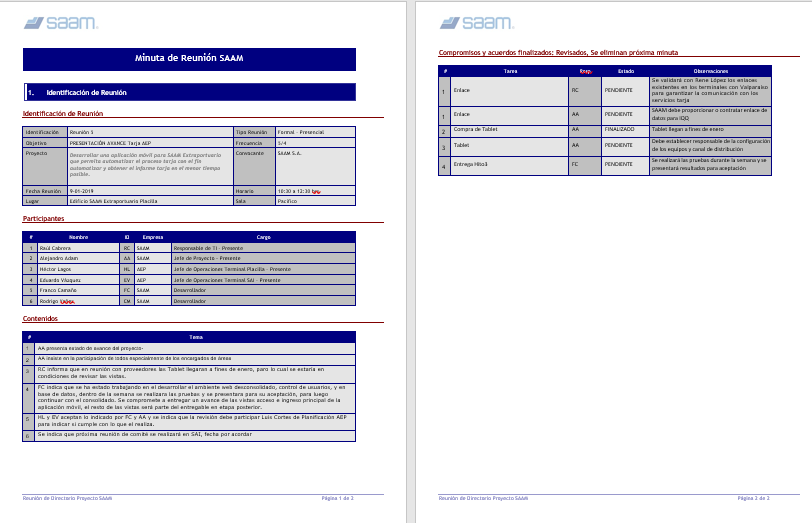 saam.
Minuta de Reunión SAAM
1. Identificación de Reunión
Identificación de Reunión
Identificación Reunión 5 Tipo Reunión Formal - Presencial
Objetivo PRESENTACIÓN AVANCE Tarja AEP Frecuencia 5/4
Proyecto Desarrollar una aplicación móvil para SAAM Extraportuario Convocante SAAM S.A.
que permita automatizar el proceso tarja con el fin
automatizar y obtener el informe tarja en el menor tiempo
posible.
Fecha Reunión 9-01-2019 Horario 10:30 a 12:30
Lugar Edificio SAAM Extraportuario Placilla Sala Pacífico
Participantes
# Nombre ID Empresa Cargo
1 Raúl Cabrera RC SAAM Responsable de TI - Presente
2 Alejandro Adam AA SAAM Jefe de Proyecto - Presente
3 Héctor Lagos HL AEP Jefe de Operaciones Terminal Placilla - Presente
4 Eduardo Vásquez EV AEP Jefe de Operaciones Terminal SAI - Presente
5 Franco Camaño FC SAAM Desarrollador
6 Rodrigo CM SAAM Desarrollador
Contenidos
# Tema
1 AA presenta estado de avance del proyecto-
2 AA insiste en la participación de todos especialmente de los encargados de áreas
3 RC informa que en reunión con proveedores las Tablet llegaran a fines de enero, paro lo cual se estaría en
condiciones de revisar las vistas.
4 FC indica que se ha estado trabajando en el desarrollar el ambiente web desconsolidado, control de usuarios, y en
base de datos, dentro de la semana se realizara las pruebas y se presentara para su aceptación, para luego
continuar con el consolidado. Se compromete a entregar un avance de las vistas acceso e ingreso principal de la
aplicación móvil, el resto de las vistas será parte del entregable en etapa posterior.
5 HL y EV aceptan lo indicado por FC y AA y se indica que la revisión debe participar Luis Cortes de Planificación AEP
para indicar si cumple con lo que el realiza.
6 Se indica que próxima reunión de comité se realizará en SAI, fecha por acordar
Reunión de Directorio Proyecto SAAM Página 1 de 3
saam.
Compromisos y acuerdos finalizados: Revisados, Se eliminan próxima minuta
# Tarea Resp. Estado Observaciones
1 Enlace RC PENDIENTE Se validará con Rene López los enlaces
existentes en los terminales con Valparaíso
para garantizar la comunicación con los
servicios tarja
1 Enlace AA PENDIENTE SAAM debe proporcionar o contratar enlace de
datos para IQQ
2 Compra de Tablet AA FINALIZADO Tablet llegan a fines de enero
3 Tablet AA PENDIENTE Debe establecer responsable de la configuración
de los equipos y canal de distribución
4 Entrega Hito3 FC PENDIENTE Se realizará las pruebas durante la semana y se
presentará resultados para aceptación
Reunión de Directorio Proyecto SAAM